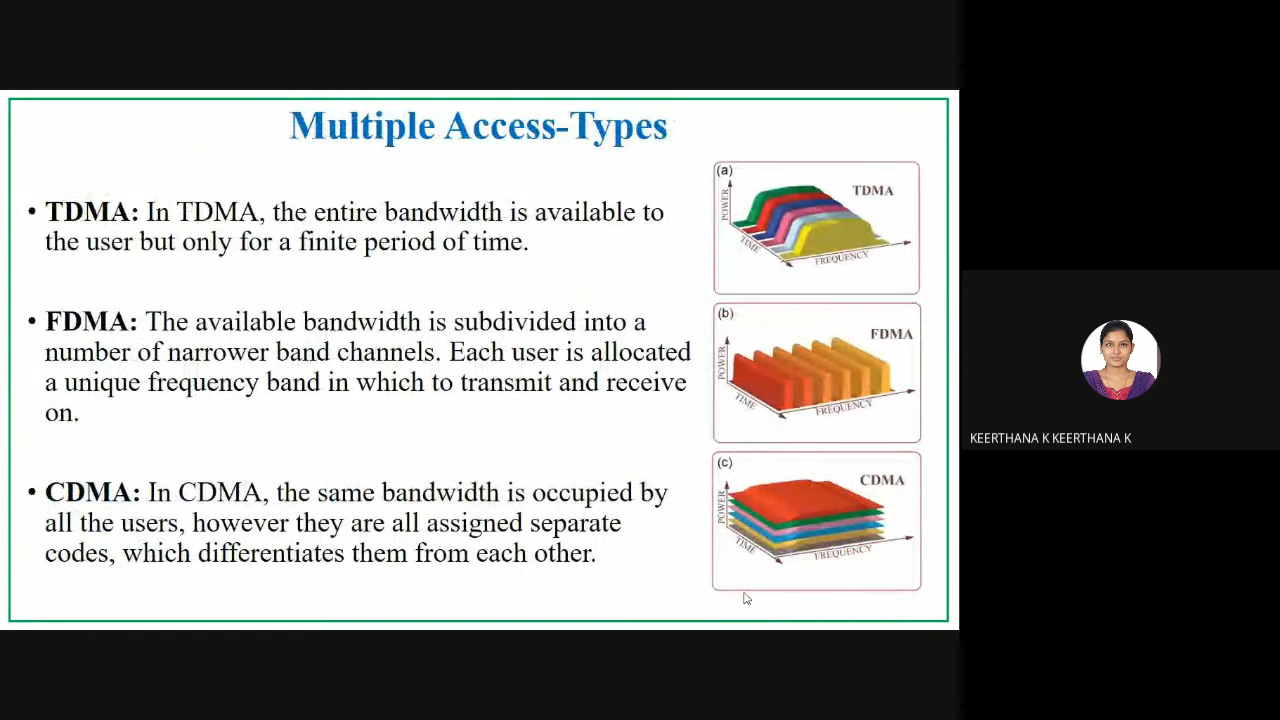 Multiple Access-Types
• TDMA: In TDMA, the entire bandwidth is available to
the user but only for a finite period of time.
• FDMA: The available bandwidth is subdivided into a
number of narrower band channels. Each user is allocated
a unique frequency band in which to transmit and receive
on.
• CDMA: In CDMA, the same bandwidth is occupied by
all the users, however they are all assigned separate
codes, which differentiates them from each other.
(a)
TDMA
POWER
TIME
FREQUENCY
(b)
FDMA
POWER
TIME
FREQUENCY
(c)
CDMA
POWER
TIME
FREQUENCY
KEERTHANA K KEERTHANA K